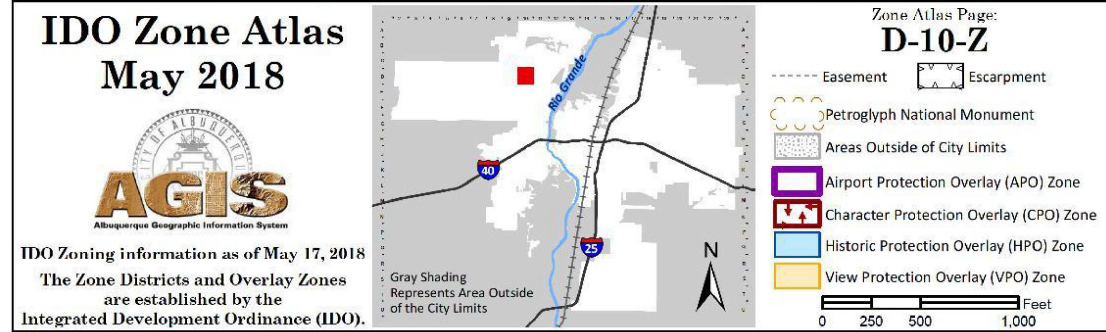 IDO Zone Atlas
May 2018
CITY OF ALBUQUERQUE
AGIS
Albuquerque Geographic Information System
IDO Zoning information as of May 17, 2018
The Zone Districts and Overlay Zones
are established by the
Integrated Development Ordinance (IDO).
Rio Grande
40
25
N
Gray Shading
Represents Area Outside
of the City Limits
Zone Atlas Page:
D-10-Z
Easement
Escarpment
Petroglyph National Monument
Areas Outside of City Limits
Airport Protection Overlay (APO) Zone
Character Protection Overlay (CPO) Zone
Historic Protection Overlay (HPO) Zone
View Protection Overlay (VPO) Zone
Feet
0 250 500 1,000